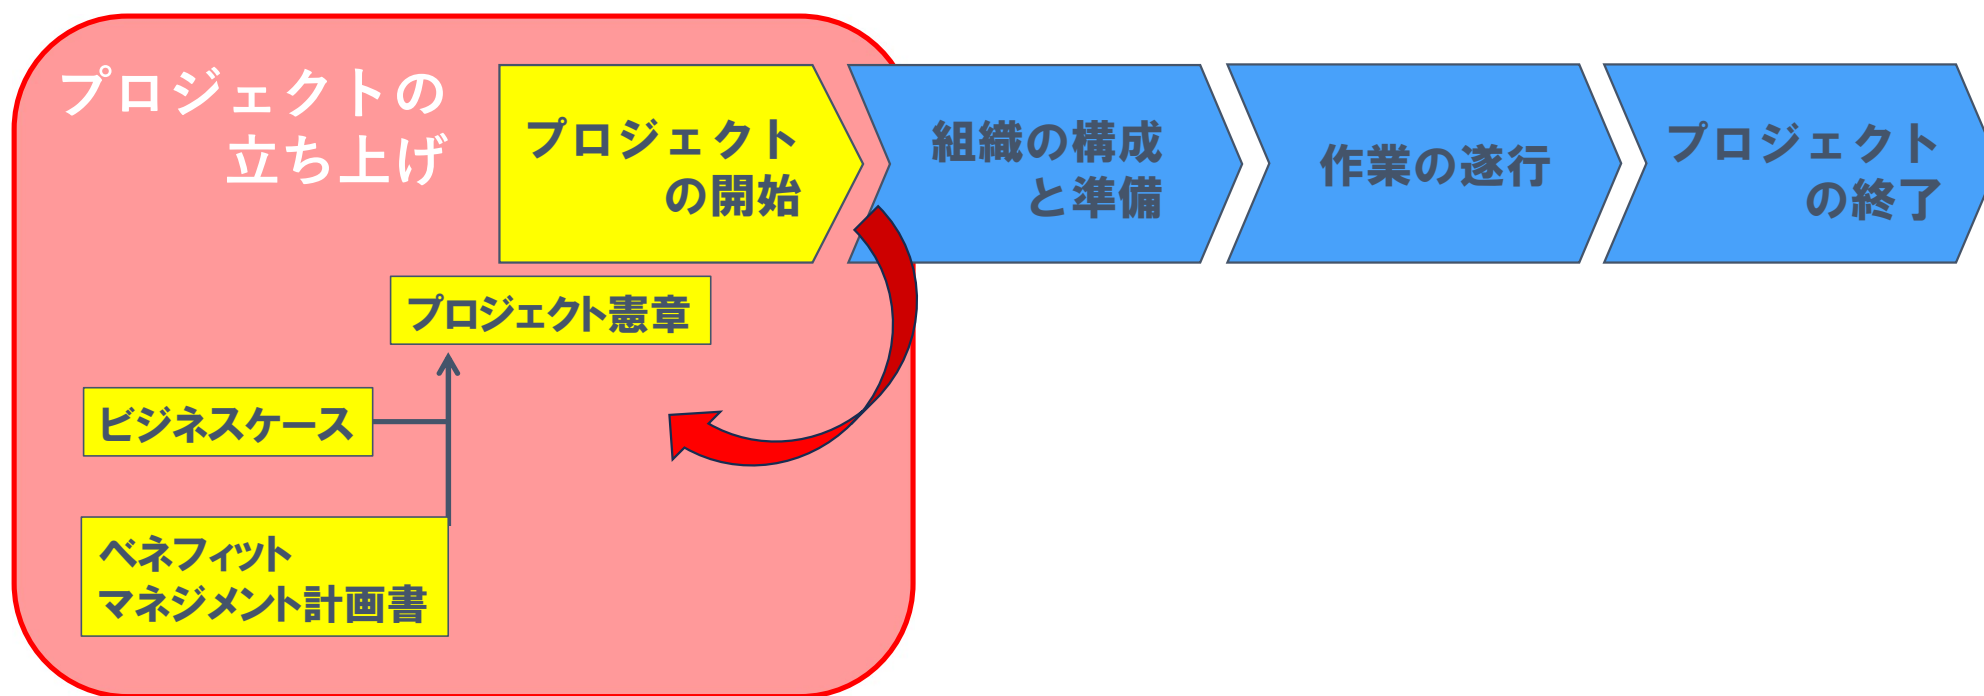 プロジェクトの
立ち上げ
プロジェクト
の開始
組織の構成
と準備
作業の遂行
プロジェクト
の終了
プロジェクト憲章
ビジネスケース
ベネフィット
マネジメント計画書